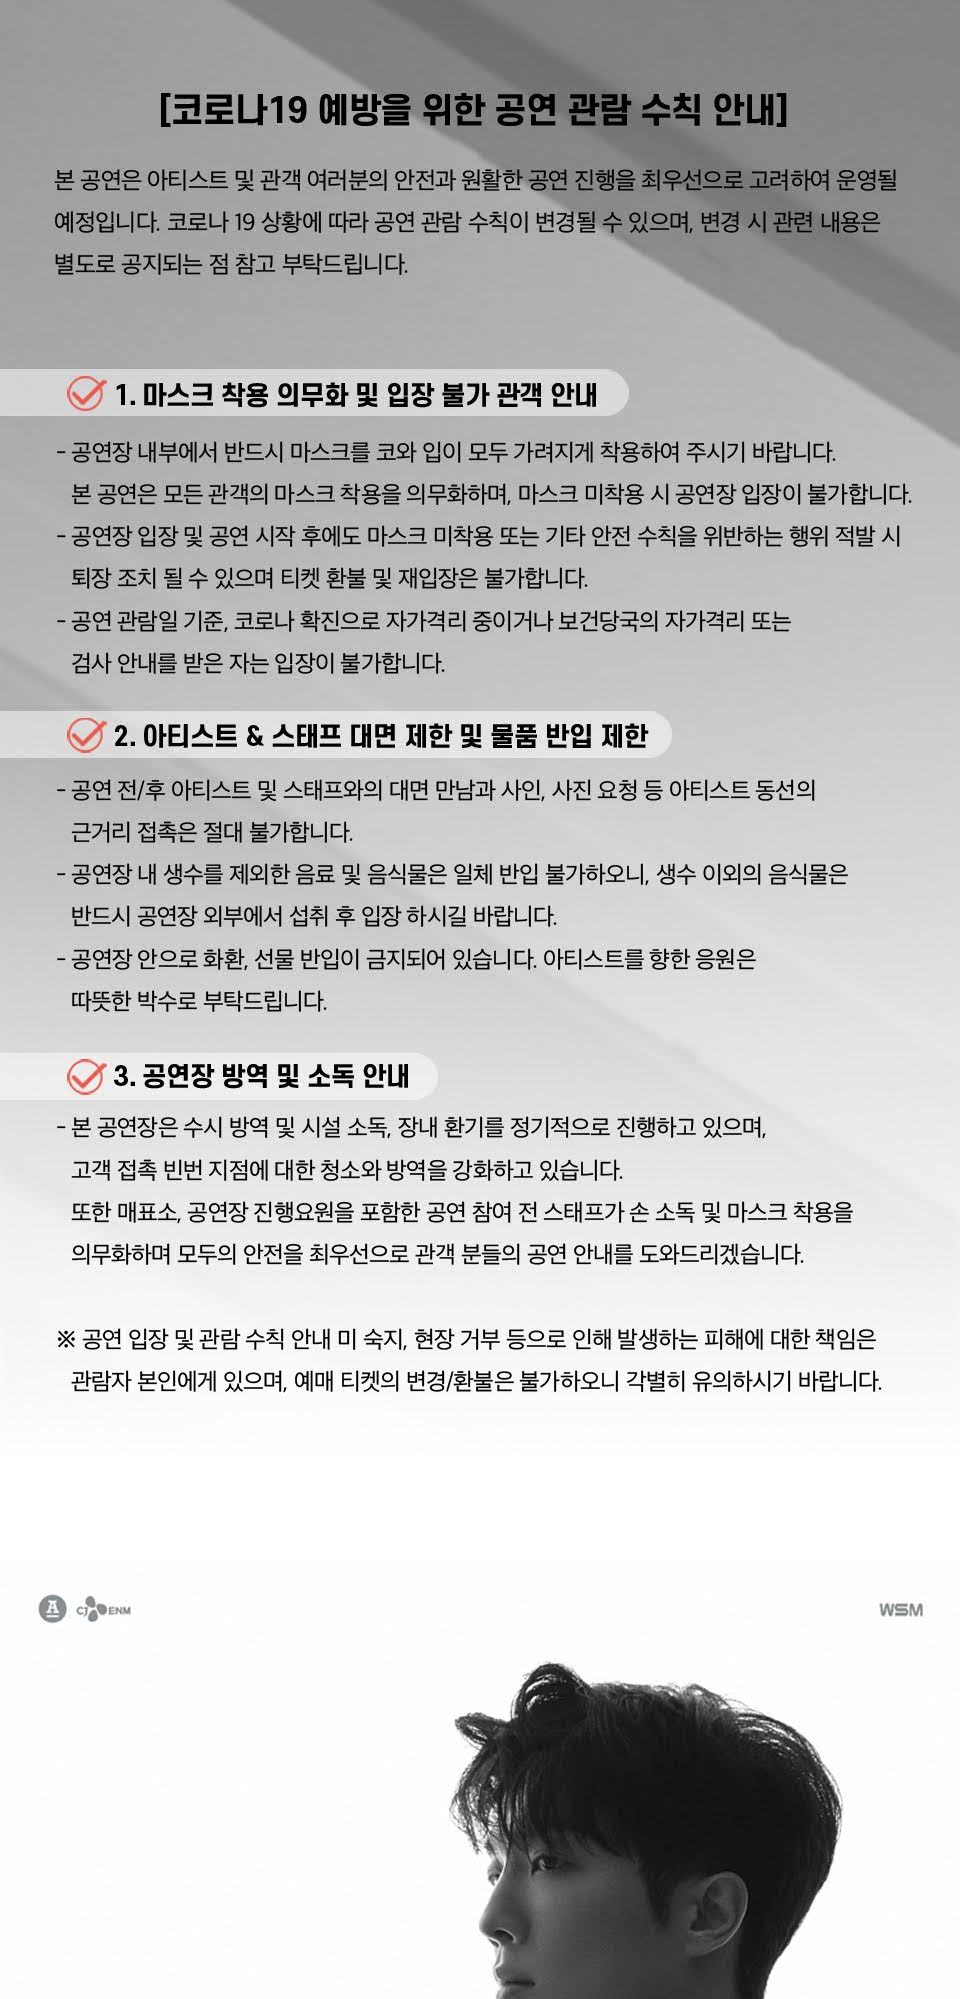 [코로나19 예방을 위한 공연 관람 수칙 안내]
본 공연은 아티스트 및 관객 여러분의 안전과 원활한 공연 진행을 최우선으로 고려하여 운영될
예정입니다. 코로나 19 상황에 따라 공연 관람 수칙이 변경될 수 있으며, 변경 시 관련 내용은
별도로 공지되는 점 참고 부탁드립니다.
1. 마스크 착용 의무화 및 입장 불가 관객 안내
- 공연장 내부에서 반드시 마스크를 코와 입이 모두 가려지게 착용하여 주시기 바랍니다.
본 공연은 모든 관객의 마스크 착용을 의무화하며, 마스크 미착용 시 공연장 입장이 불가합니다.
- 공연장 입장 및 공연 시작 후에도 마스크 미착용 또는 기타 안전 수칙을 위반하는 행위 적발 시
퇴장 조치 될 수 있으며 티켓 환불 및 재입장은 불가합니다.
- 공연 관람일 기준, 코로나 확진으로 자가격리 중이거나 보건당국의 자가격리 또는
검사 안내를 받은 자는 입장이 불가합니다.
2. 아티스트 & 스태프 대면 제한 및 물품 반입 제한
- 공연 전/후 아티스트 및 스태프와의 대면 만남과 사인, 사진 요청 등 아티스트 동선의
근거리 접촉은 절대 불가합니다.
- 공연장 내 생수를 제외한 음료 및 음식물은 일체 반입 불가하오니, 생수 이외의 음식물은
반드시 공연장 외부에서 섭취 후 입장 하시길 바랍니다.
- 공연장 안으로 화환, 선물 반입이 금지되어 있습니다. 아티스트를 향한 응원은
따뜻한 박수로 부탁드립니다.
3. 공연장 방역 및 소독 안내
- 본 공연장은 수시 방역 및 시설 소독, 장내 환기를 정기적으로 진행하고 있으며,
고객 접촉 빈번 지점에 대한 청소와 방역을 강화하고 있습니다.
또한 매표소, 공연장 진행요원을 포함한 공연 참여 전 스태프가 손 소독 및 마스크 착용을
의무화하며 모두의 안전을 최우선으로 관객 분들의 공연 안내를 도와드리겠습니다.
※ 공연 입장 및 관람 수칙 안내 미 숙지, 현장 거부 등으로 인해 발생하는 피해에 대한 책임은
관람자 본인에게 있으며, 예매 티켓의 변경/환불은 불가하오니 각별히 유의하시기 바랍니다.
A CJ ENM WSM